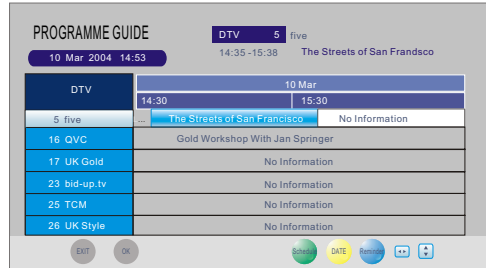 PROGRAMME GUIDE
DTV 5 five
10 Mar 2004 14:53
14:35 -15:38 The Streets of San Frandsco
DTV
10 Mar
14:30 15:30
5 five ... The Streets of San Francisco No Information
16 QVC Gold Workshop With Jan Springer
17 UK Gold No Information
23 bid-up.tv No Information
25 TCM No Information
26 UK Style No Information
EXIT OK Schedule DATE Reminder